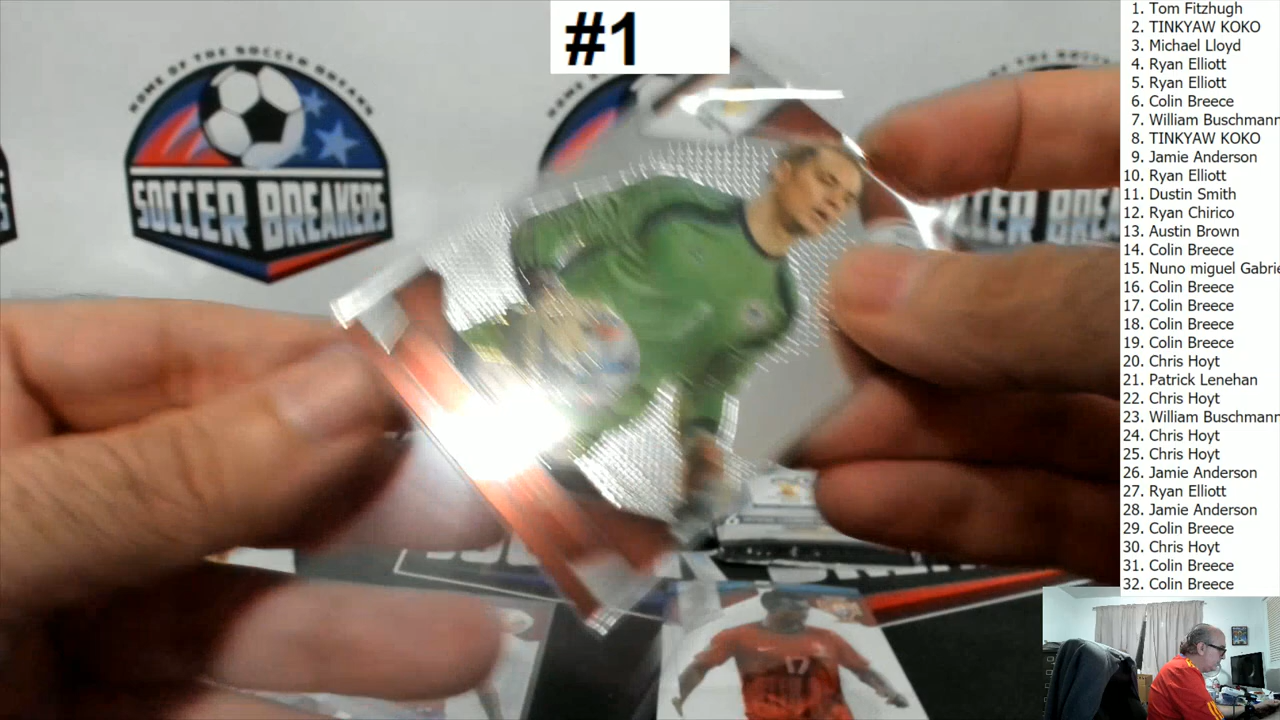 #1
HOME OF THE SOCCER BREAKS
SOCCER BREAKERS
17
1. Tom Fitzhugh
2. TINKYAW KOKO
3. Michael Lloyd
4. Ryan Elliott
5. Ryan Elliott
6. Colin Breece
7. William Buschmann
8. TINKYAW KOKO
9. Jamie Anderson
10. Ryan Elliott
11. Dustin Smith
12. Ryan Chirico
13. Austin Brown
14. Colin Breece
15. Nuno miguel Gabrie
16. Colin Breece
17. Colin Breece
18. Colin Breece
19. Colin Breece
20. Chris Hoyt
21. Patrick Lenehan
22. Chris Hoyt
23. William Buschmann
24. Chris Hoyt
25. Chris Hoyt
26. Jamie Anderson
27. Ryan Elliott
28. Jamie Anderson
29. Colin Breece
30. Chris Hoyt
31. Colin Breece
32. Colin Breece